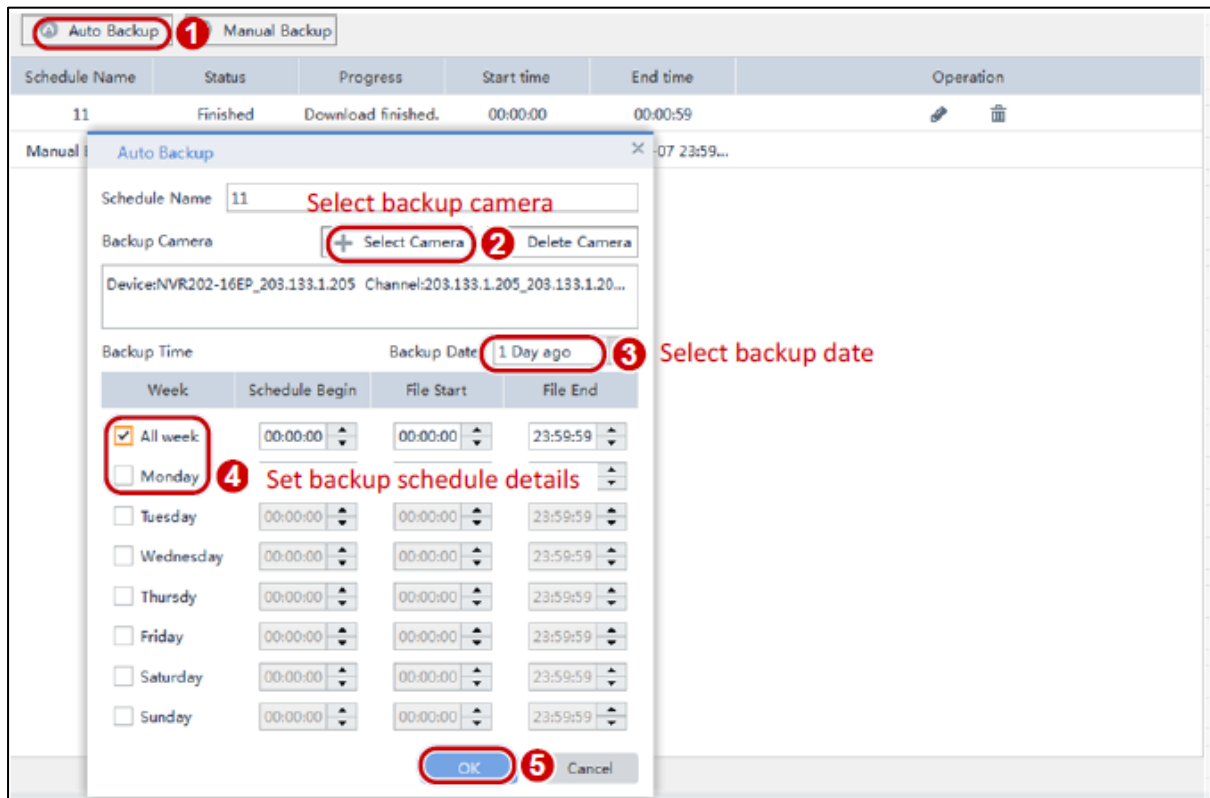 Auto Backup 1 Manual Backup
Schedule Name Status Progress Start time End time Operation
11 Finished Download finished. 00:00:00 00:00:59
Manual -07 23:59...
Auto Backup
Schedule Name 11
Select backup camera
Backup Camera Select Camera 2 Delete Camera
Device:NVR202-16EP_203.133.1.205 Channel:203.133.1.205_203.133.1.20...
Backup Time Backup Date 1 Day ago 3 Select backup date
Week Schedule Begin File Start File End
All week 00:00:00 00:00:00 23:59:59
Monday 4 Set backup schedule details
Tuesday 00:00:00 00:00:00 23:59:59
Wednesday 00:00:00 00:00:00 23:59:59
Thursdy 00:00:00 00:00:00 23:59:59
Friday 00:00:00 00:00:00 23:59:59
Saturday 00:00:00 00:00:00 23:59:59
Sunday 00:00:00 00:00:00 23:59:59
OK 5 Cancel